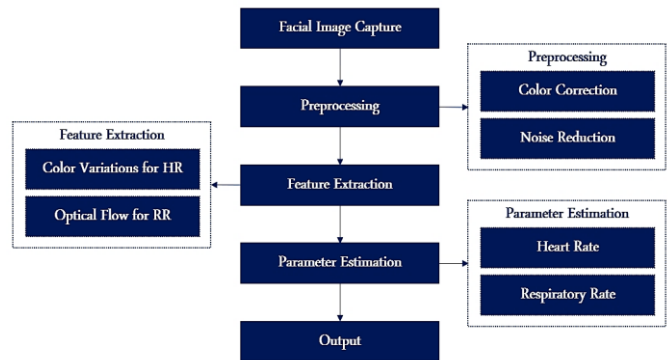 Facial Image Capture
Preprocessing
Preprocessing
Color Correction
Noise Reduction
Feature Extraction
Feature Extraction
Color Variations for HR
Optical Flow for RR
Parameter Estimation
Parameter Estimation
Heart Rate
Respiratory Rate
Output